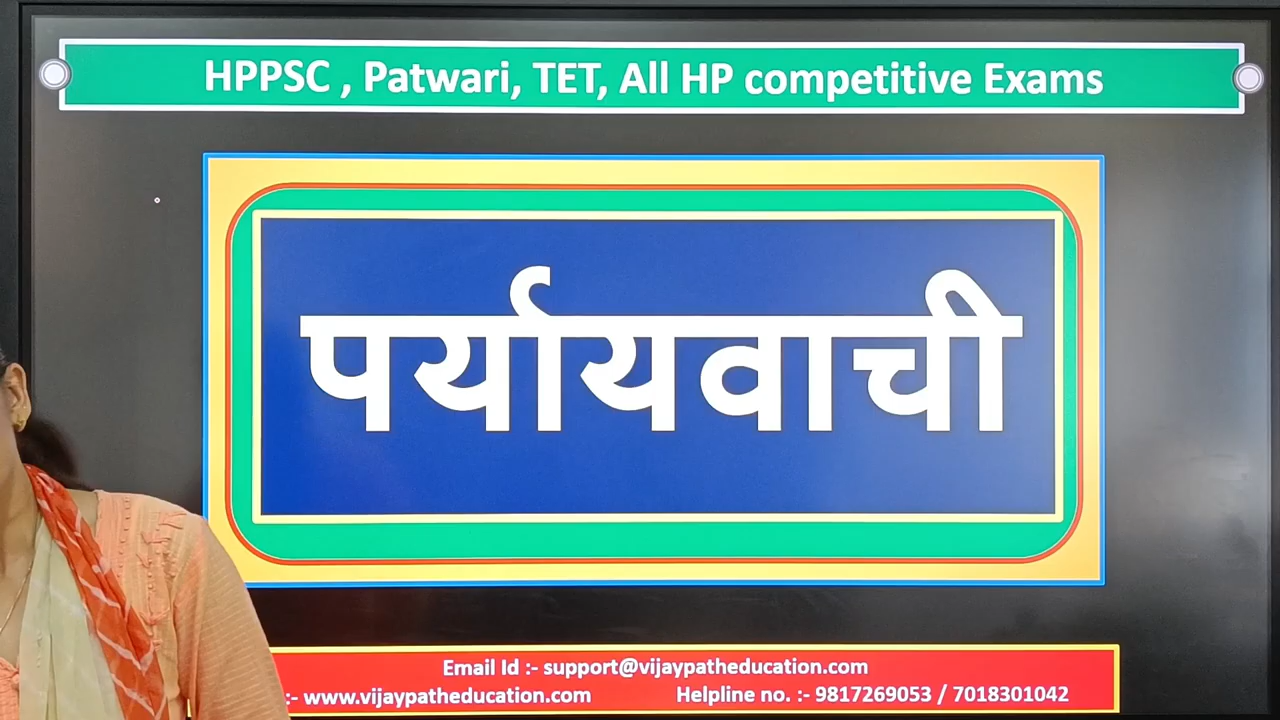 HPPSC , Patwari, TET, All HP competitive Exams
पर्यायवाची
Email Id :- support@vijaypatheducation.com
:- www.vijaypatheducation.com Helpline no. :- 9817269053 / 7018301042